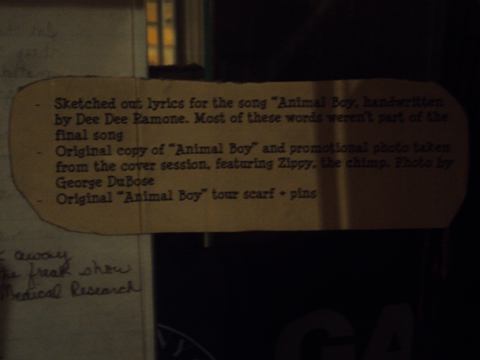 - Sketched out lyrics for the song "Animal Boy, handwritten
by Dee Dee Ramone. Most of these words weren't part of the
final song
- Original copy of "Animal Boy" and promotional photo taken
from the cover session, featuring Zippy, the chimp. Photo by
George DuBose
- Original "Animal Boy" tour scarf + pins
away
freak show
Medical Research
GA